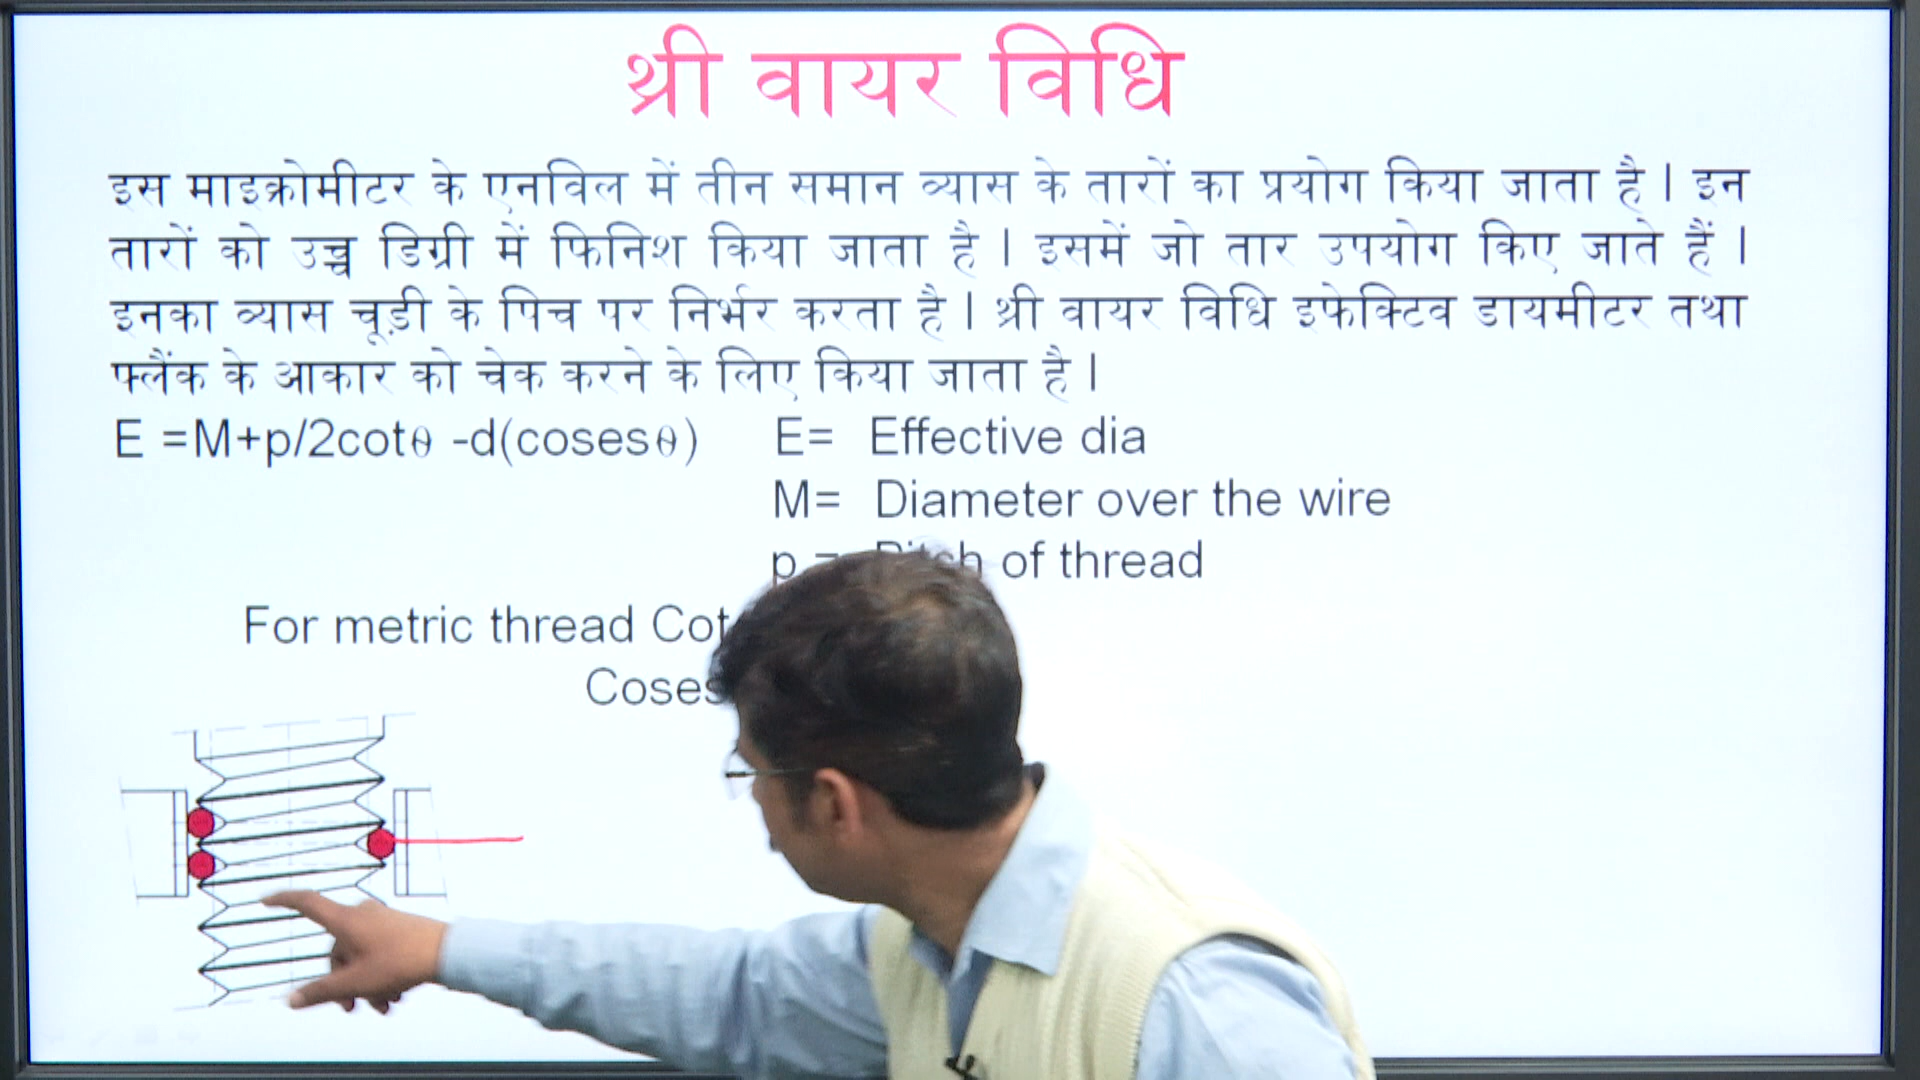 थ्री वायर विधि
इस माइक्रोमीटर के एनविल में तीन समान व्यास के तारों का प्रयोग किया जाता है। इन
तारों को उच्च डिग्री में फिनिश किया जाता है। इसमें जो तार उपयोग किए जाते हैं।
इनका व्यास चूड़ी के पिच पर निर्भर करता है। थ्री वायर विधि इफेक्टिव डायमीटर तथा
फ्लैंक के आकार को चेक करने के लिए किया जाता है।
E =M+p/2cotθ -d(cosesθ) E= Effective dia
M= Diameter over the wire
p = Pitch of thread
For metric thread Cot
Coses